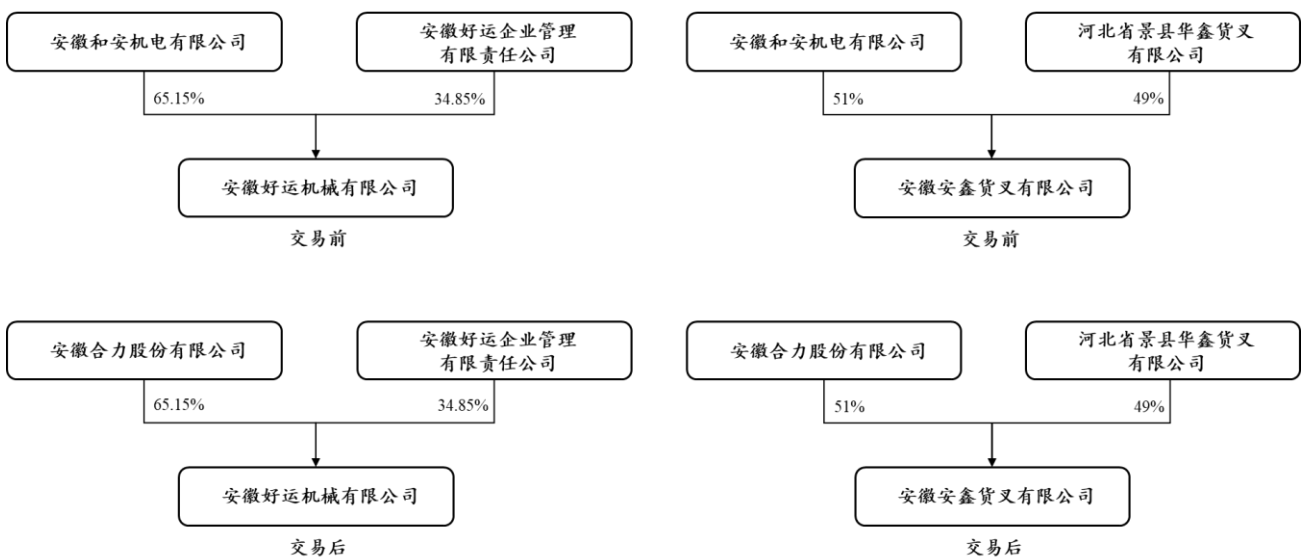 安徽和安机电有限公司
安徽好运企业管理
有限责任公司
65.15%
34.85%
安徽好运机械有限公司
交易前
安徽和安机电有限公司
河北省景县华鑫货叉
有限公司
51%
49%
安徽安鑫货叉有限公司
交易前
安徽合力股份有限公司
安徽好运企业管理
有限责任公司
65.15%
34.85%
安徽好运机械有限公司
交易后
安徽合力股份有限公司
河北省景县华鑫货叉
有限公司
51%
49%
安徽安鑫货叉有限公司
交易后